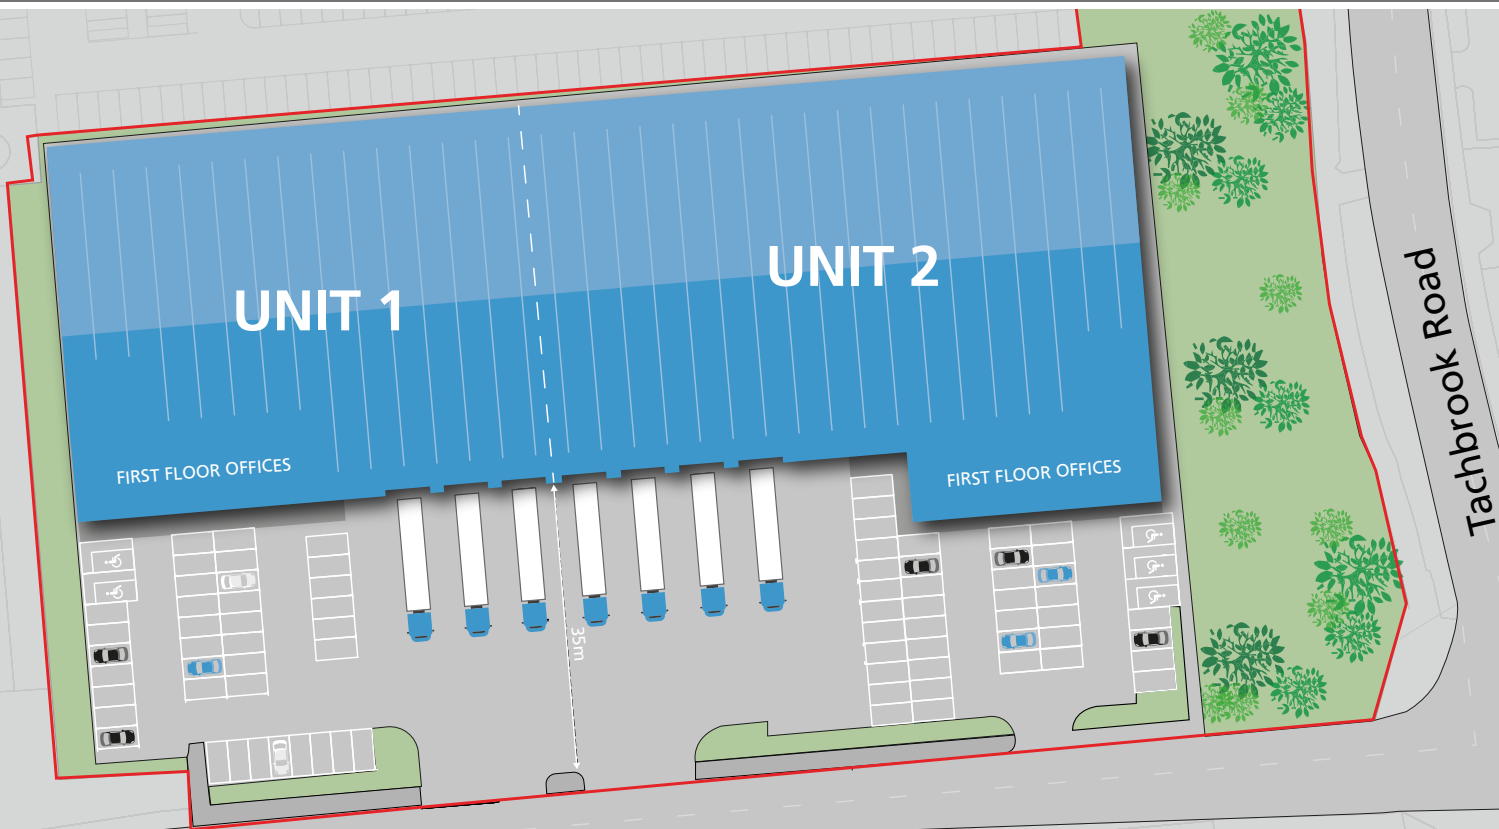 UNIT 1
UNIT 2
FIRST FLOOR OFFICES
FIRST FLOOR OFFICES
35m
Tachbrook Road